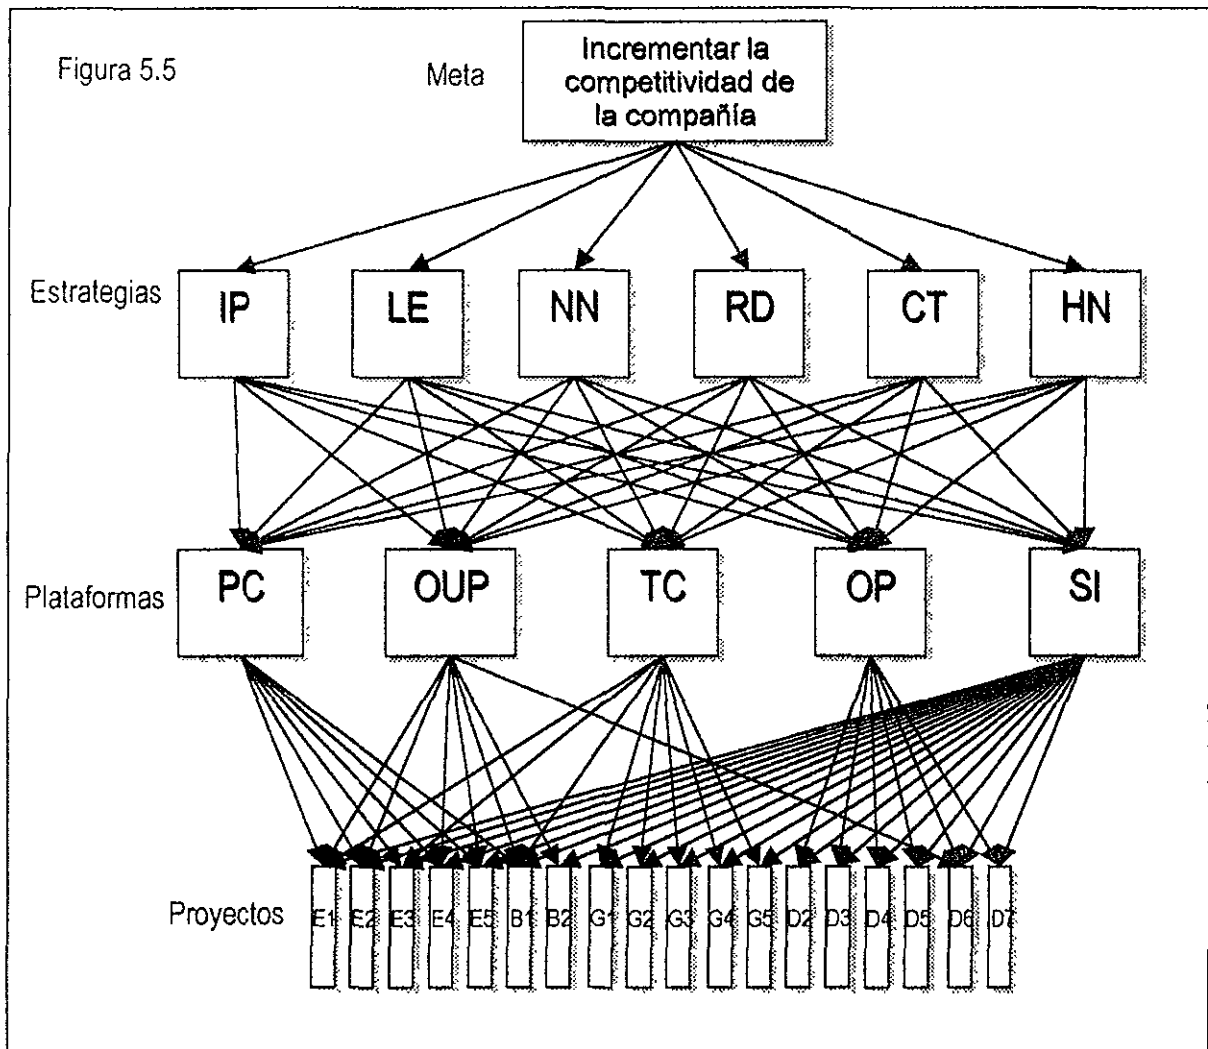 Figura 5.5
Meta
Incrementar la
competitividad de
la compañía
Estrategias
IP
LE
NN
RD
CT
HN
Plataformas
PC
OUP
TC
OP
SI
Proyectos
E1
E2
E3
E4
E5
B1
B2
G1
G2
G3
G4
G5
D2
D3
D4
D5
D6
D7